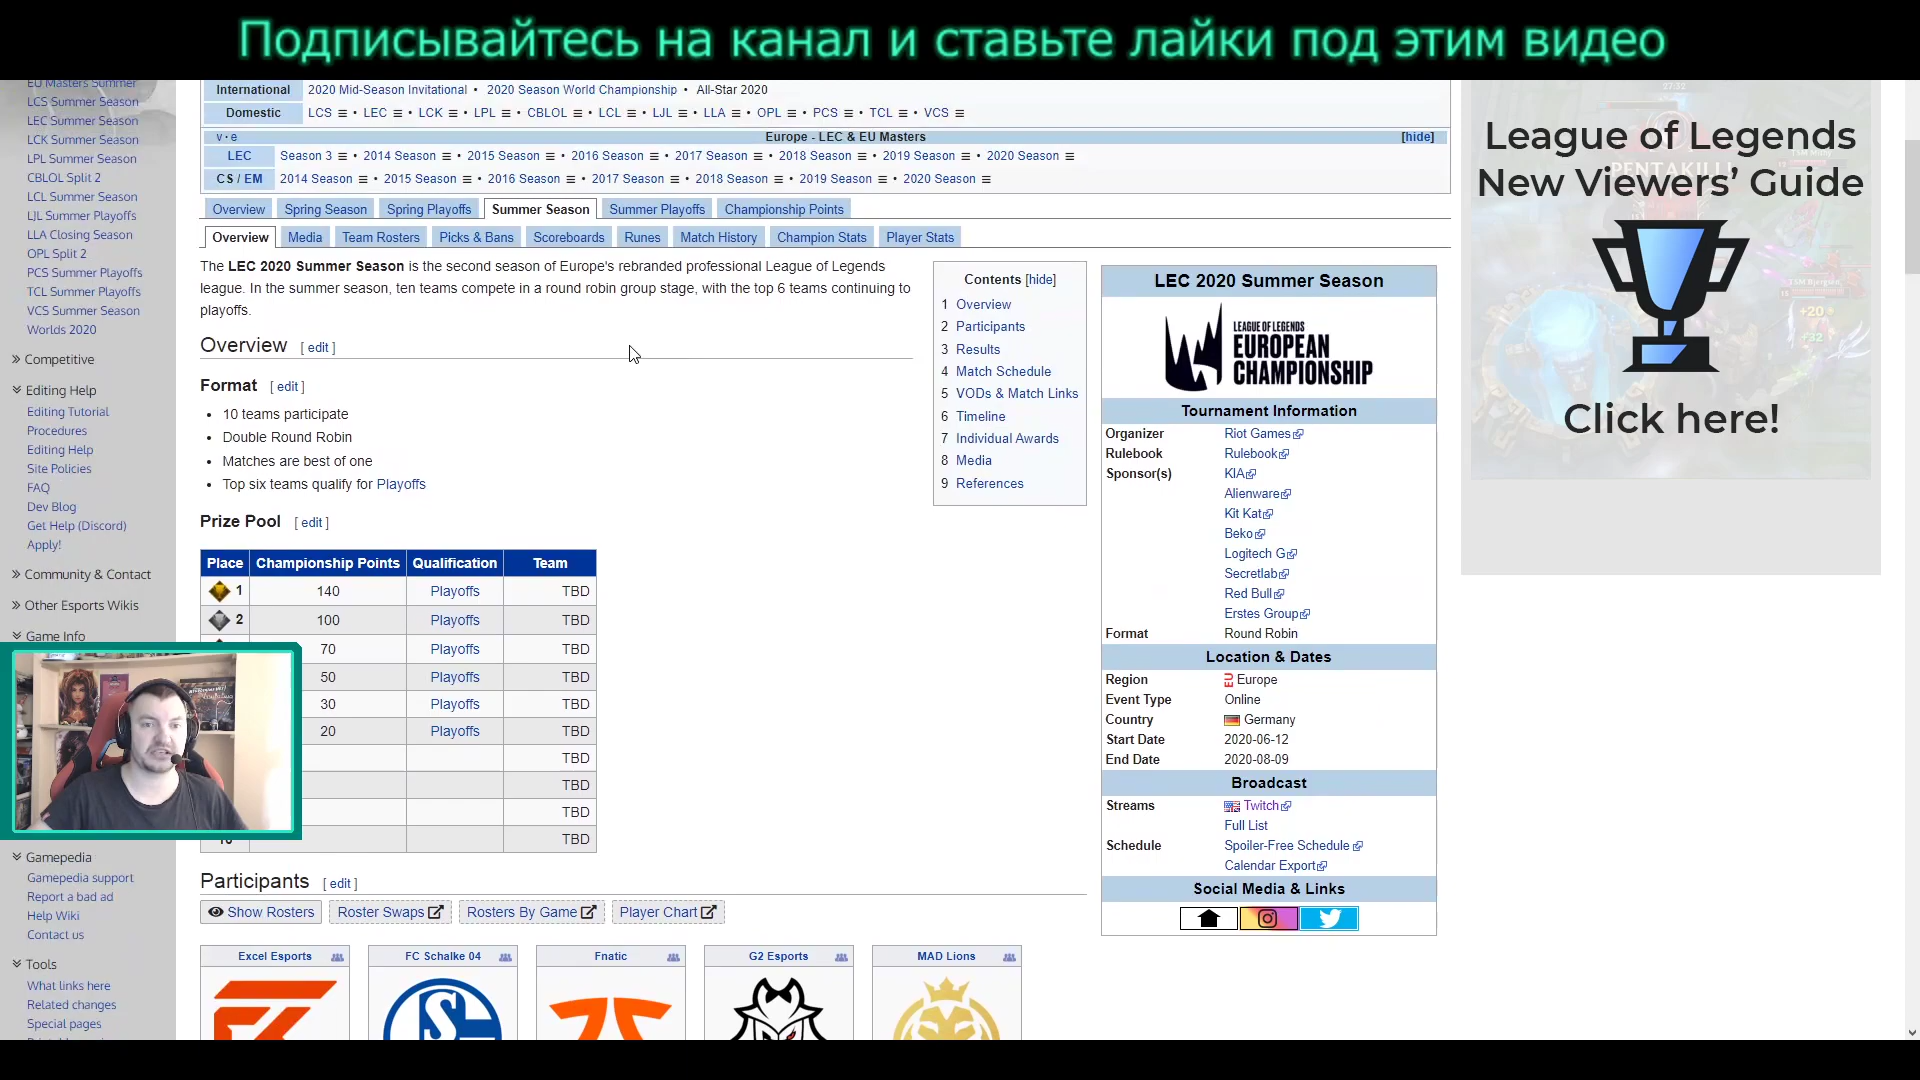 Подписывайтесь на канал и ставьте лайки под этим видео
EU Masters Summer
LCS Summer Season
LEC Summer Season
LCK Summer Season
LPL Summer Season
CBLOL Split 2
LCL Summer Season
LJL Summer Playoffs
LLA Closing Season
OPL Split 2
PCS Summer Playoffs
TCL Summer Playoffs
VCS Summer Season
Worlds 2020
Competitive
Editing Help
Editing Tutorial
Procedures
Editing Help
Site Policies
FAQ
Dev Blog
Get Help (Discord)
Apply!
Community & Contact
Other Esports Wikis
Game Info
Gamepedia
Gamepedia support
Report a bad ad
Help Wiki
Contact us
Tools
What links here
Related changes
Special pages
International 2020 Mid-Season Invitational • 2020 Season World Championship • All-Star 2020
Domestic LCS • LEC • LCK • LPL • CBLOL • LCL • LJL • LLA • OPL • PCS • TCL • VCS
v · e Europe - LEC & EU Masters [hide]
LEC Season 3 • 2014 Season • 2015 Season • 2016 Season • 2017 Season • 2018 Season • 2019 Season • 2020 Season
CS / EM 2014 Season • 2015 Season • 2016 Season • 2017 Season • 2018 Season • 2019 Season • 2020 Season
Overview Spring Season Spring Playoffs Summer Season Summer Playoffs Championship Points
Overview Media Team Rosters Picks & Bans Scoreboards Runes Match History Champion Stats Player Stats
The LEC 2020 Summer Season is the second season of Europe's rebranded professional League of Legends
league. In the summer season, ten teams compete in a round robin group stage, with the top 6 teams continuing to
playoffs.
Overview [ edit ]
Format [ edit ]
• 10 teams participate
• Double Round Robin
• Matches are best of one
• Top six teams qualify for Playoffs
Prize Pool [ edit ]
Place Championship Points Qualification Team
1 140 Playoffs TBD
2 100 Playoffs TBD
70 Playoffs TBD
50 Playoffs TBD
30 Playoffs TBD
20 Playoffs TBD
TBD
TBD
TBD
10 TBD
Participants [ edit ]
Show Rosters Roster Swaps Rosters By Game Player Chart
Excel Esports FC Schalke 04 Fnatic G2 Esports MAD Lions
Contents [hide]
1 Overview
2 Participants
3 Results
4 Match Schedule
5 VODs & Match Links
6 Timeline
7 Individual Awards
8 Media
9 References
LEC 2020 Summer Season
LEAGUE OF LEGENDS
EUROPEAN
CHAMPIONSHIP
Tournament Information
Organizer Riot Games
Rulebook Rulebook
Sponsor(s) KIA
Alienware
Kit Kat
Beko
Logitech G
Secretlab
Red Bull
Erstes Group
Format Round Robin
Location & Dates
Region EU Europe
Event Type Online
Country Germany
Start Date 2020-06-12
End Date 2020-08-09
Broadcast
Streams Twitch
Full List
Schedule Spoiler-Free Schedule
Calendar Export
Social Media & Links
27:32
League of Legends
PENTAKILL!
New Viewers' Guide
Click here!